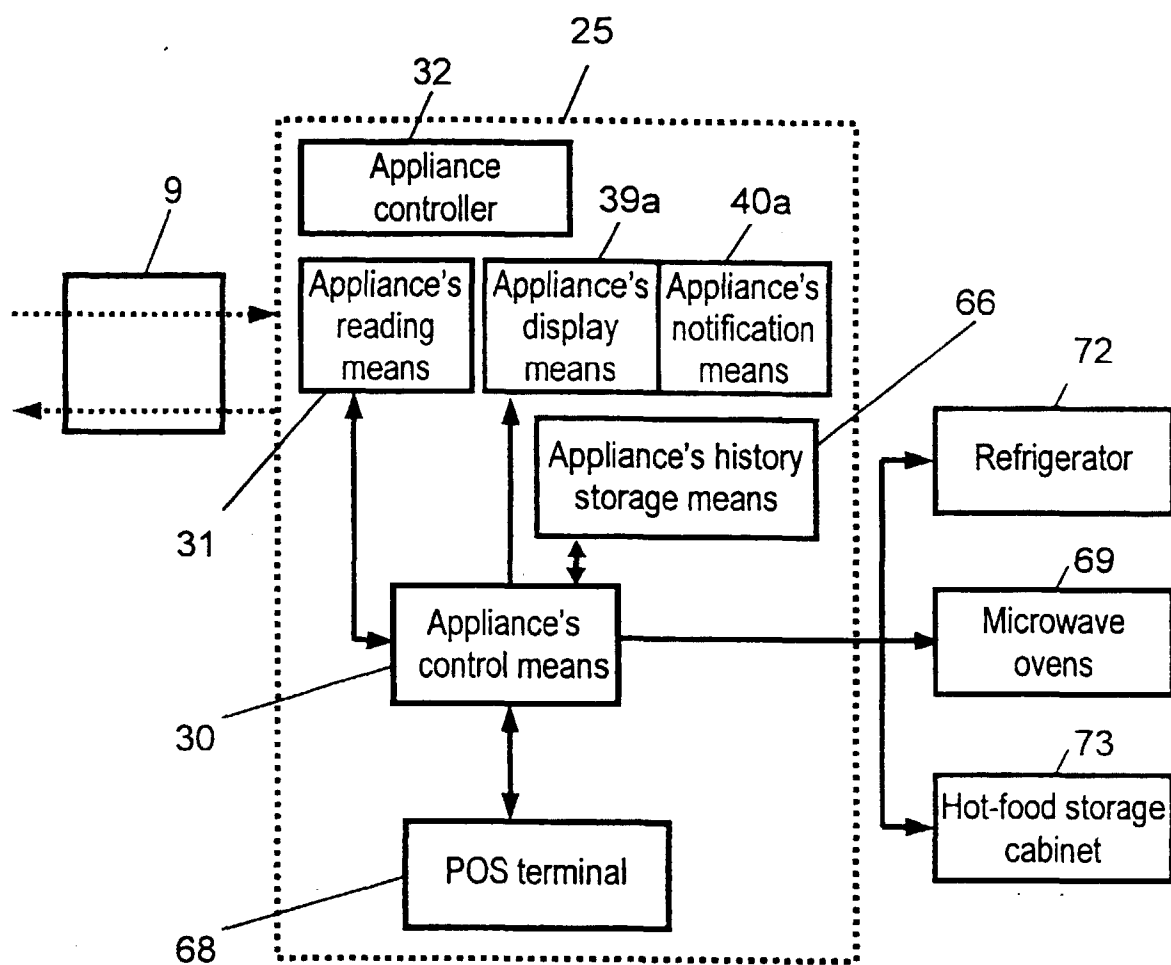 25
32
Appliance
controller
9
39a
40a
Appliance's
reading
means
Appliance's
display
means
Appliance's
notification
means
66
72
Appliance's history
storage means
Refrigerator
31
69
Appliance's
control means
Microwave
ovens
30
73
Hot-food storage
cabinet
POS terminal
68